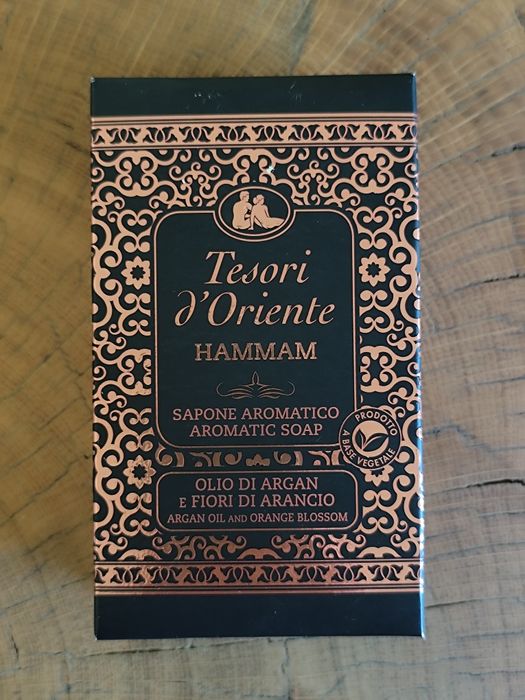 Tesori
d'Oriente
HAMMAM
SAPONE AROMATICO
AROMATIC SOAP
PRODOTTO
A BASE VEGETALE
OLIO DI ARGAN
E FIORI DI ARANCIO
ARGAN OIL AND ORANGE BLOSSOM